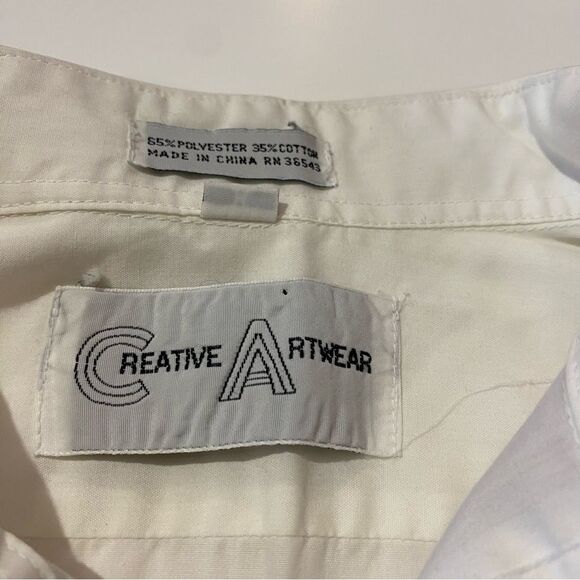 65% POLYESTER 35% COTTON
MADE IN CHINA RN 36543
CREATIVE ARTWEAR